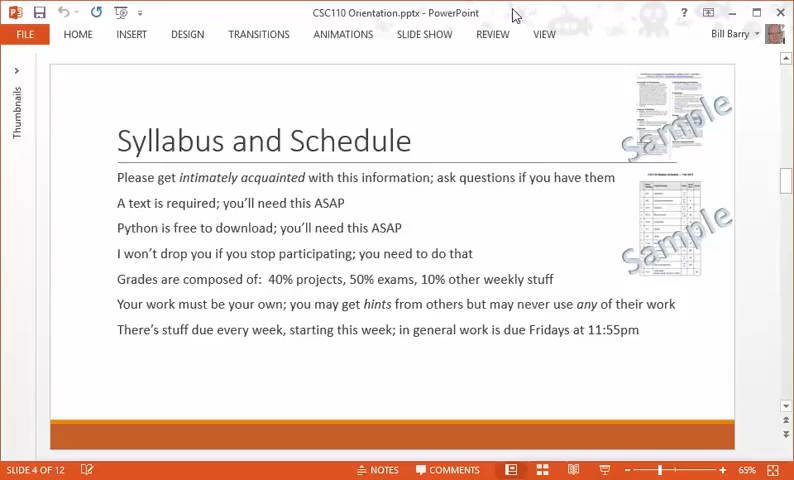 CSC110 Orientation.pptx - PowerPoint
FILE HOME INSERT DESIGN TRANSITIONS ANIMATIONS SLIDE SHOW REVIEW VIEW Bill Barry
Thumbnails
Sample
Syllabus and Schedule
Please get intimately acquainted with this information; ask questions if you have them
A text is required; you'll need this ASAP
Python is free to download; you'll need this ASAP
Sample
I won't drop you if you stop participating; you need to do that
Grades are composed of: 40% projects, 50% exams, 10% other weekly stuff
Your work must be your own; you may get hints from others but may never use any of their work
There's stuff due every week, starting this week; in general work is due Fridays at 11:55pm
SLIDE 4 OF 12 NOTES COMMENTS 65%